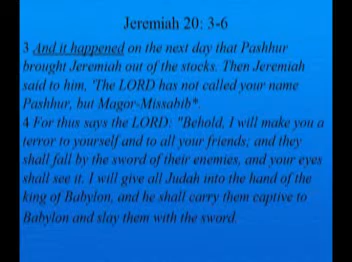 Jeremiah 20: 3-6
3 And it happened on the next day that Pashhur
brought Jeremiah out of the stocks. Then Jeremiah
said to him, 'The LORD has not called your name
Pashhur, but Magor-Missabib*.
4 For thus says the LORD: "Behold, I will make you a
terror to yourself and to all your friends; and they
shall fall by the sword of their enemies, and your eyes
shall see it. I will give all Judah into the hand of the
king of Babylon, and he shall carry them captive to
Babylon and slay them with the sword.